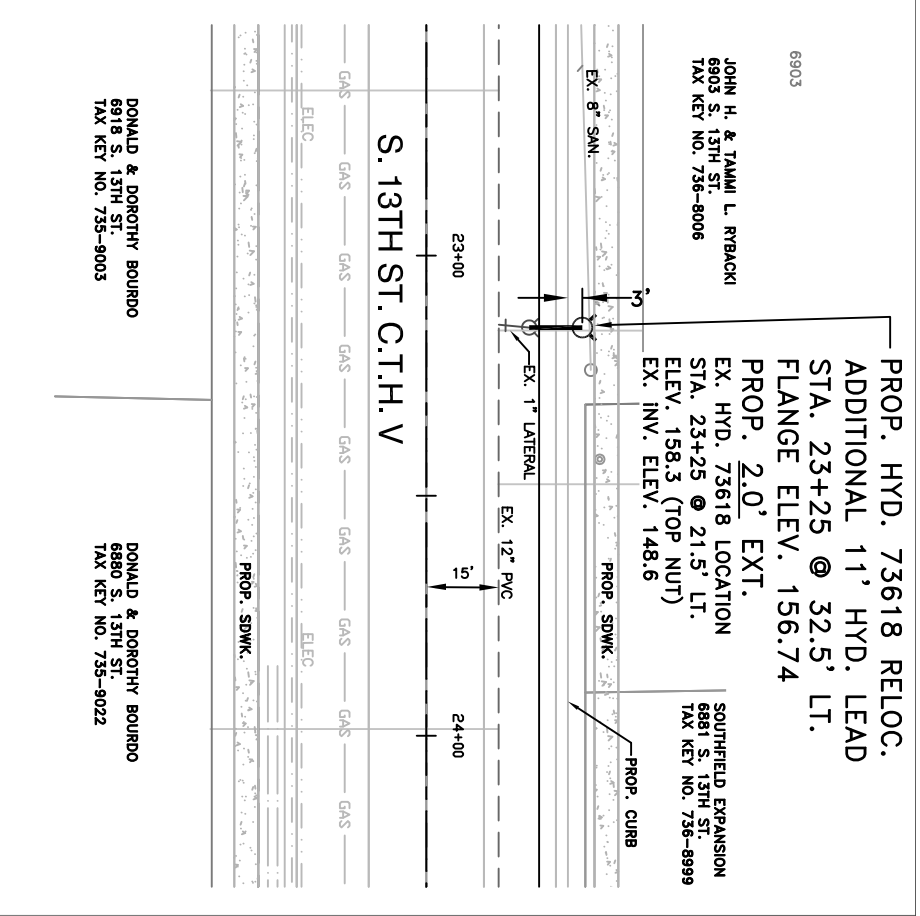 PROP. HYD. 73618 RELOC.
ADDITIONAL 11' HYD. LEAD
STA. 23+25 @ 32.5' LT.
FLANGE ELEV. 156.74
PROP. 2.0' EXT.
EX. HYD. 73618 LOCATION
STA. 23+25 @ 21.5' LT.
ELEV. 158.3 (TOP NUT)
EX. INV. ELEV. 148.6
6903
JOHN H. & TAMMI L. RYBACKI
6903 S. 13TH ST.
TAX KEY NO. 736-8006
SOUTHFIELD EXPANSION
6881 S. 13TH ST.
TAX KEY NO. 736-8999
PROP. CURB
3'
EX. 8" SAN.
PROP. SDWK.
@
EX. 1" LATERAL
EX. 12" PVC
15'
23+00
24+00
S. 13TH ST. C.T.H. V
GAS
GAS
GAS
GAS
GAS
GAS
GAS
GAS
GAS
ELEC
ELEC
PROP. SDWK.
DONALD & DOROTHY BOURDO
6918 S. 13TH ST.
TAX KEY NO. 735-9003
DONALD & DOROTHY BOURDO
6880 S. 13TH ST.
TAX KEY NO. 735-9022